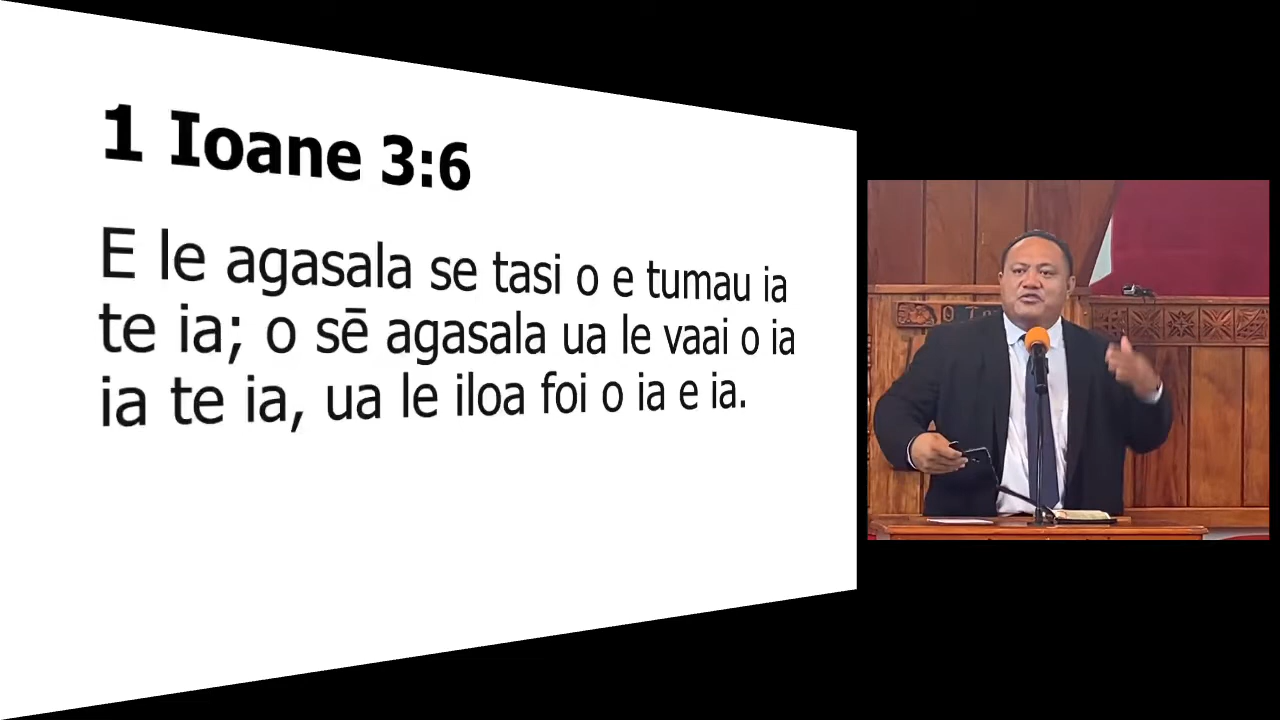 1 Ioane 3:6
E le agasala se tasi o e tumau ia
te ia; o sē agasala ua le vaai o ia
ia te ia, ua le iloa foi o ia e ia.